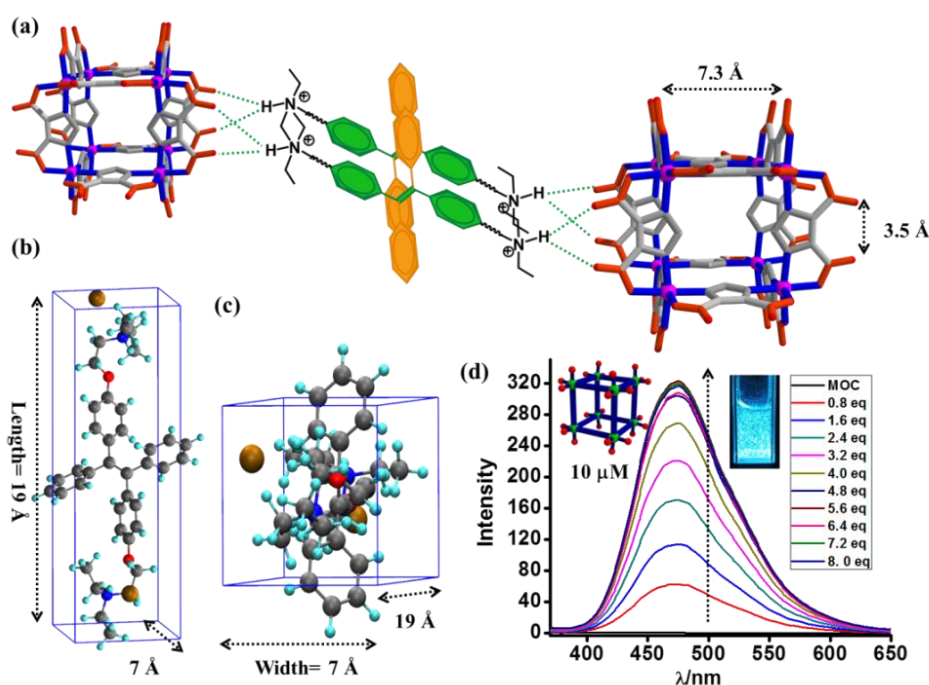 (a)
7.3 Å
H
N
⊕
N
⊕
H
N
H
⊕
N
H
⊕
3.5 Å
(b)
Length= 19 Å
7 Å
(c)
19 Å
Width= 7 Å
(d)
10 μM
Intensity
320
280
240
200
160
120
80
40
0
400
450
500
550
600
650
λ/nm
MOC
0.8 eq
1.6 eq
2.4 eq
3.2 eq
4.0 eq
4.8 eq
5.6 eq
6.4 eq
7.2 eq
8. 0 eq